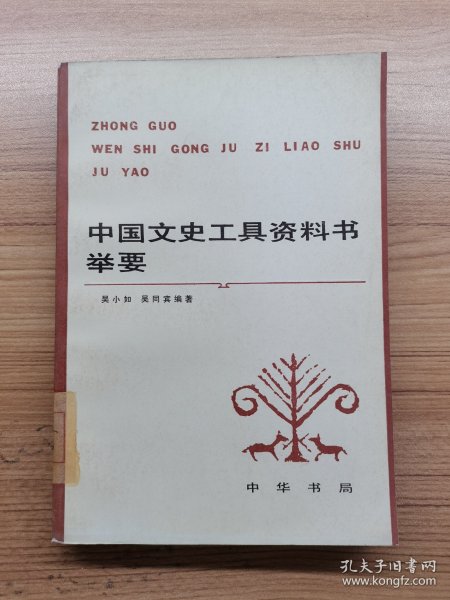 ZHONG GUO
WEN SHI GONG JU ZI LIAO SHU
JU YAO
中国文史工具资料书
举要
吴小如 吴同宾编著
中华书局
孔夫子旧书网
www.kongfz.com